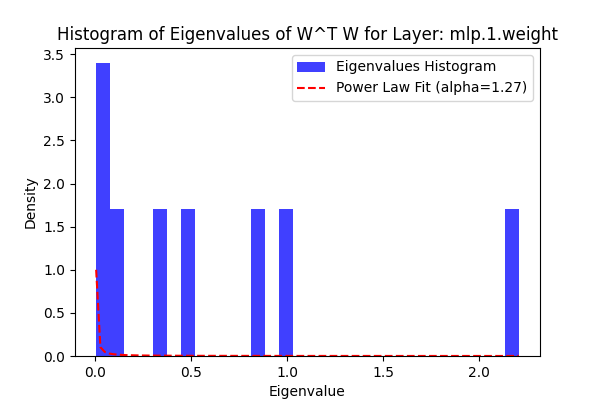 Histogram of Eigenvalues of W^T W for Layer: mlp.1.weight
Eigenvalues Histogram
Power Law Fit (alpha=1.27)
Density
3.5
3.0
2.5
2.0
1.5
1.0
0.5
0.0
0.0 0.5 1.0 1.5 2.0
Eigenvalue